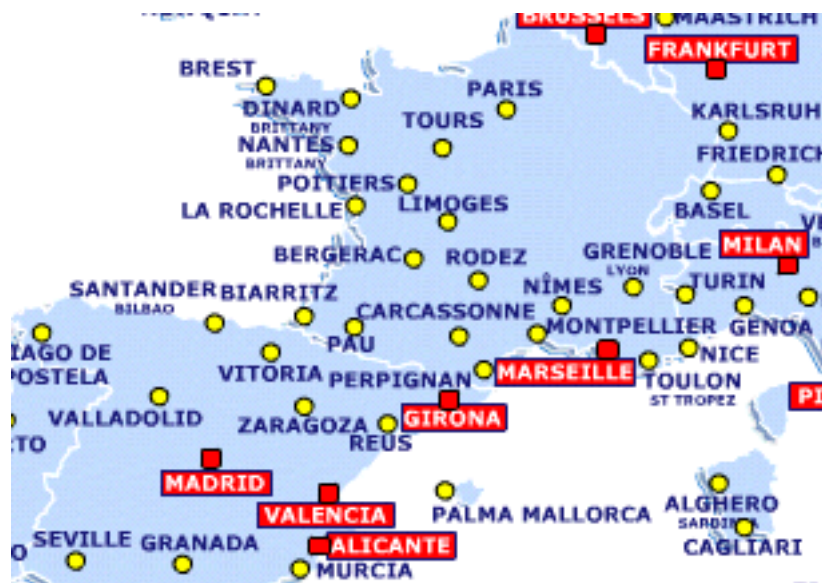 BRUSSELS
MAASTRICH
FRANKFURT
BREST
PARIS
DINARD
BRITTANY
TOURS
KARLSRUH
NANTES
BRITTANY
FRIEDRICH
POITIERS
LA ROCHELLE
LIMOGES
BASEL
BERGERAC
RODEZ
GRENOBLE
LYON
MILAN
SANTANDER
BILBAO
BIARRITZ
NÎMES
TURIN
CARCASSONNE
PAU
MONTPELLIER
GENOA
IAGO DE
POSTELA
VITORIA
PERPIGNAN
MARSEILLE
NICE
TOULON
ST TROPEZ
PI
VALLADOLID
ZARAGOZA
GIRONA
REUS
RTO
MADRID
VALENCIA
PALMA MALLORCA
ALGHERO
SARDINIA
SEVILLE
GRANADA
ALICANTE
CAGLIARI
MURCIA